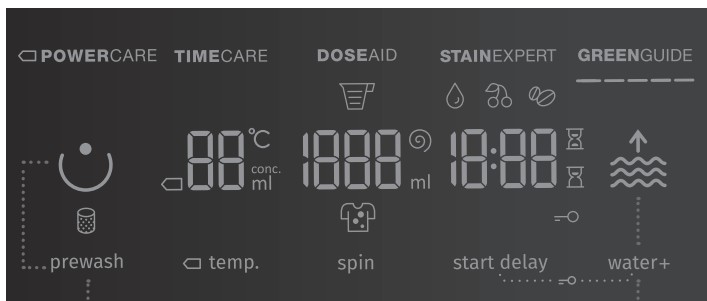 POWERCARE TIMECARE DOSEAID STAINEXPERT GREENGUIDE
88 °C conc. ml 1888 ml 18:88
prewash temp. spin start delay water+